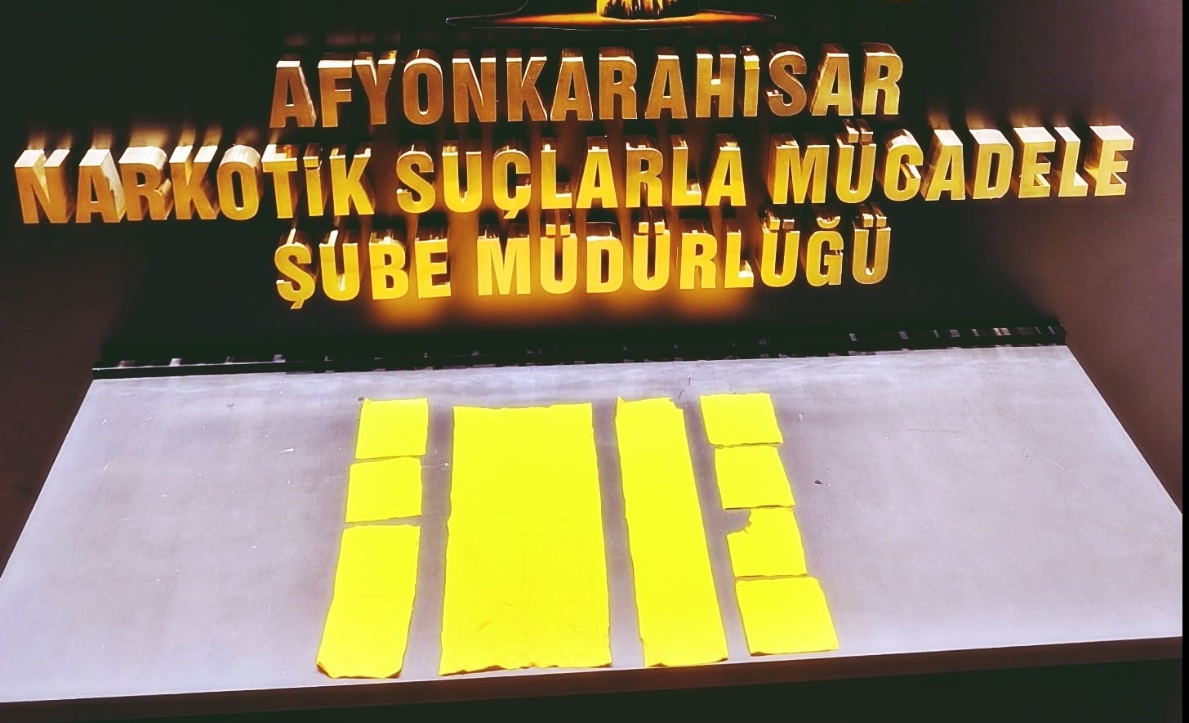 AFYONKARAHİSAR
NARKOTİK SUÇLARLA MÜCADELE
ŞUBE MÜDÜRLÜĞÜ